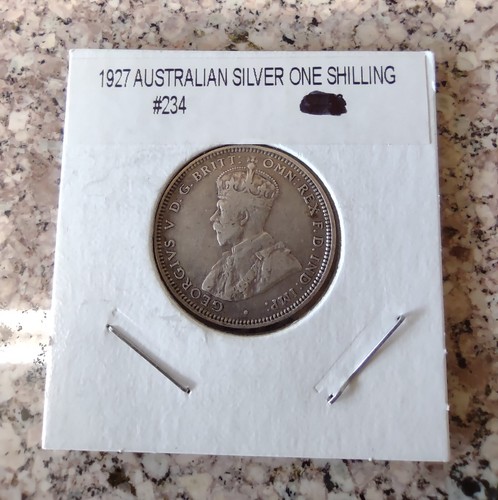 1927 AUSTRALIAN SILVER ONE SHILLING
#234
GEORGIVS V D.G. BRITT: OMN: REX F.D. IND: IMP: